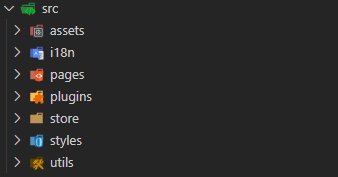 src
assets
i18n
pages
plugins
store
styles
utils